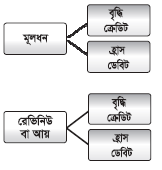 মূলধন
বৃদ্ধি
ক্রেডিট
হ্রাস
ডেবিট
রেভিনিউ
বা আয়
বৃদ্ধি
ক্রেডিট
হ্রাস
ডেবিট